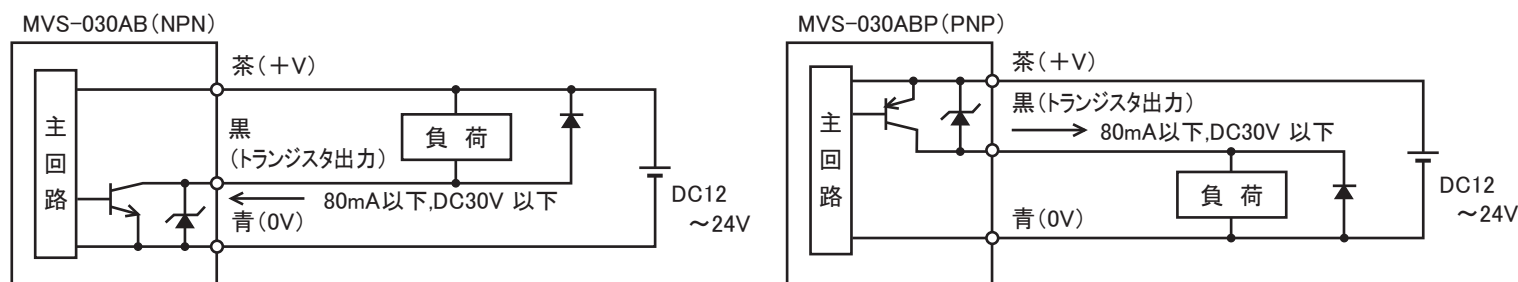 MVS-030AB(NPN)
主回路
茶(＋V)
黒
(トランジスタ出力)
負 荷
80mA以下,DC30V 以下
青(0V)
DC12
～24V
MVS-030ABP(PNP)
主回路
茶(＋V)
黒(トランジスタ出力)
80mA以下,DC30V 以下
負 荷
青(0V)
DC12
～24V